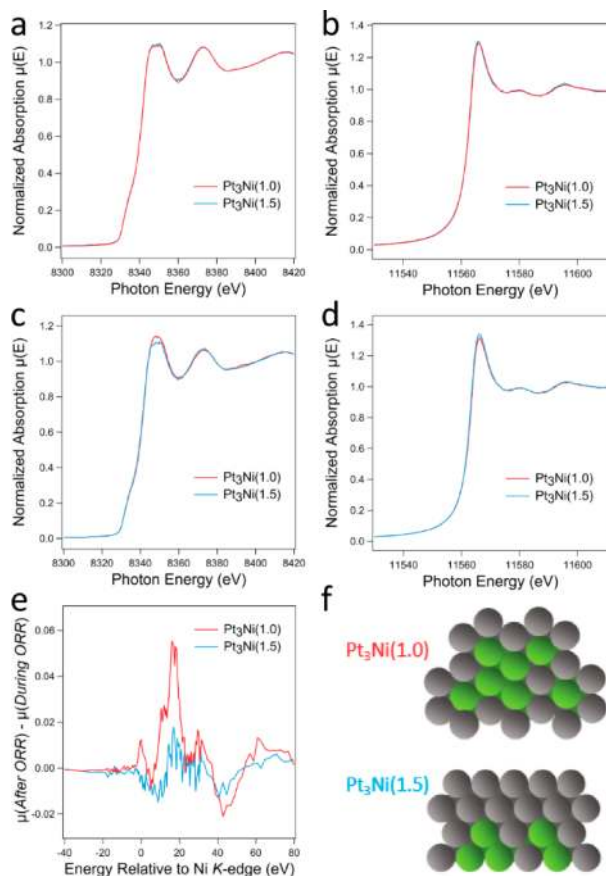 a
Normalized Absorption μ(E)
1.2
1.0
0.8
0.6
0.4
0.2
0.0
Pt₃Ni(1.0)
Pt₃Ni(1.5)
8300 8320 8340 8360 8380 8400 8420
Photon Energy (eV)
b
Normalized Absorption μ(E)
1.4
1.2
1.0
0.8
0.6
0.4
0.2
0.0
Pt₃Ni(1.0)
Pt₃Ni(1.5)
11540 11560 11580 11600
Photon Energy (eV)
c
Normalized Absorption μ(E)
1.2
1.0
0.8
0.6
0.4
0.2
0.0
Pt₃Ni(1.0)
Pt₃Ni(1.5)
8300 8320 8340 8360 8380 8400 8420
Photon Energy (eV)
d
Normalized Absorption μ(E)
1.4
1.2
1.0
0.8
0.6
0.4
0.2
0.0
Pt₃Ni(1.0)
Pt₃Ni(1.5)
11540 11560 11580 11600
Photon Energy (eV)
e
μ(After ORR) - μ(During ORR)
0.06
0.04
0.02
0.00
-0.02
Pt₃Ni(1.0)
Pt₃Ni(1.5)
-40 -20 0 20 40 60 80
Energy Relative to Ni K-edge (eV)
f
Pt₃Ni(1.0)
Pt₃Ni(1.5)